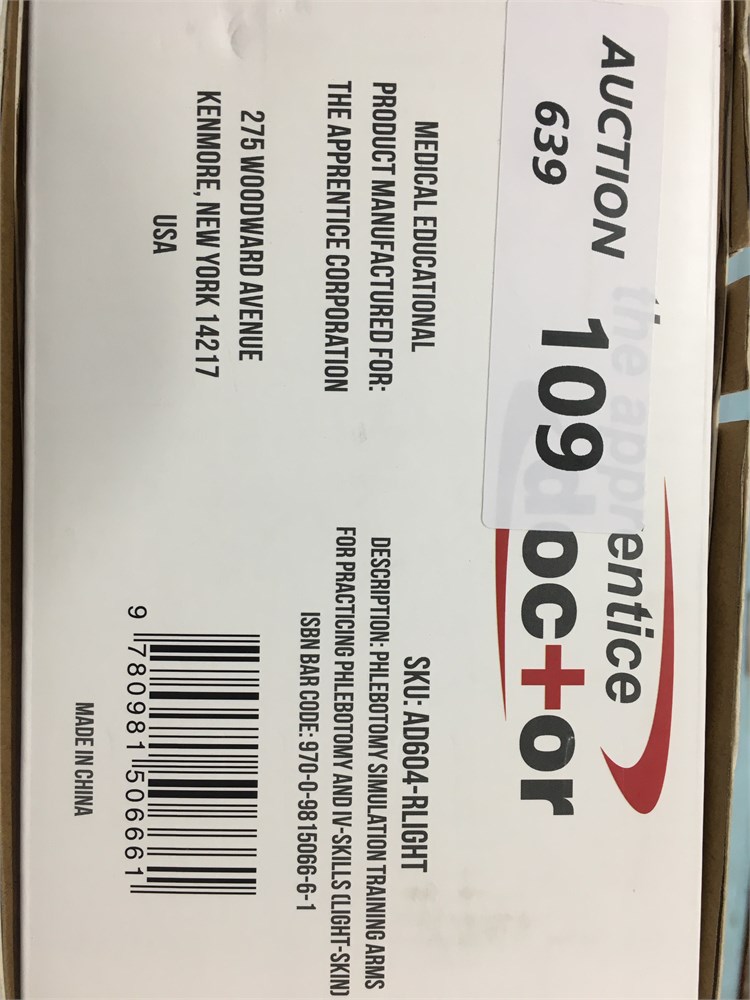 AUCTION
639
109
the apprentice
doctor
MEDICAL EDUCATIONAL
PRODUCT MANUFACTURED FOR:
THE APPRENTICE CORPORATION
275 WOODWARD AVENUE
KENMORE, NEW YORK 14217
USA
SKU: AD604-RLIGHT
DESCRIPTION: PHLEBOTOMY SIMULATION TRAINING ARMS
FOR PRACTICING PHLEBOTOMY AND IV-SKILLS (LIGHT-SKIN)
ISBN BAR CODE: 970-0-9815066-6-1
9 780981 506661
MADE IN CHINA